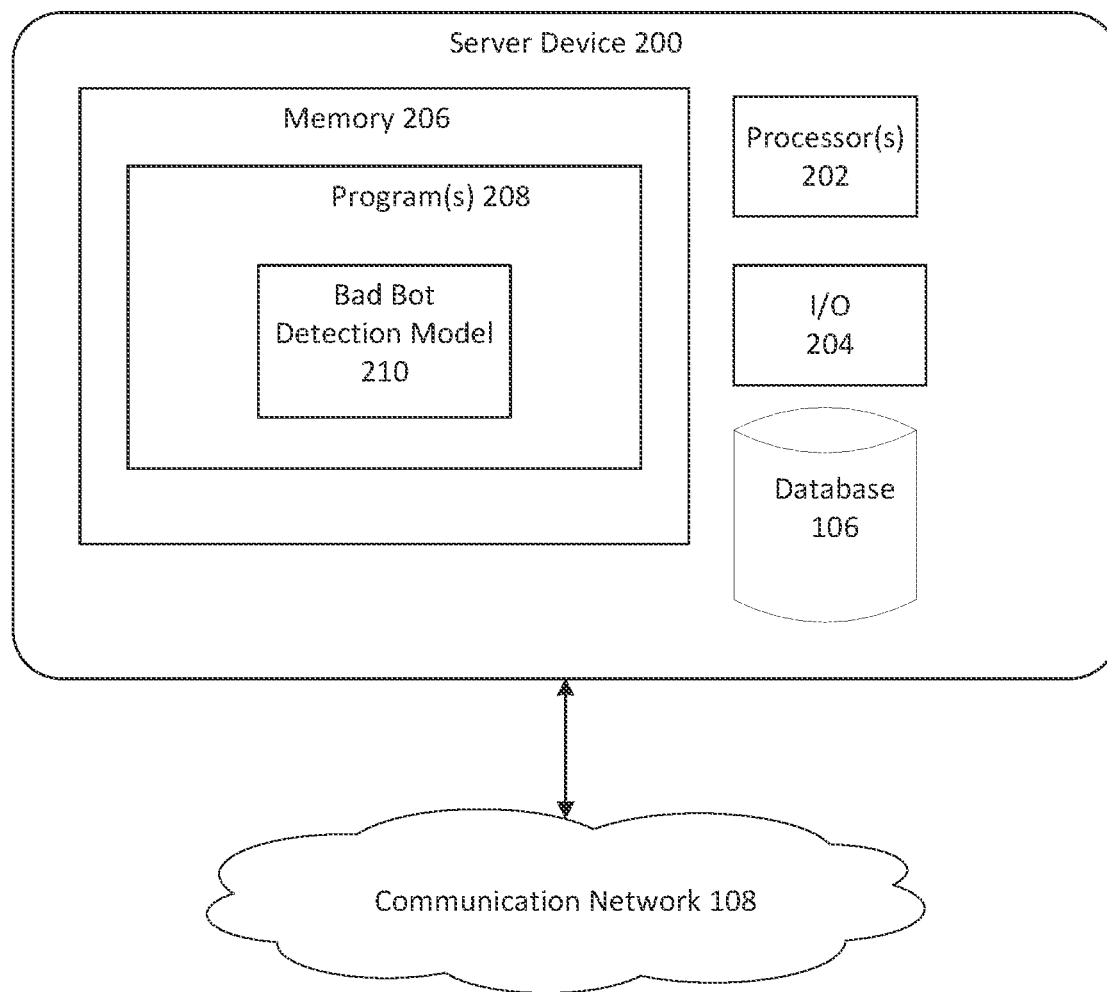 Server Device 200
Memory 206
Program(s) 208
Bad Bot
Detection Model
210
Processor(s)
202
I/O
204
Database
106
Communication Network 108